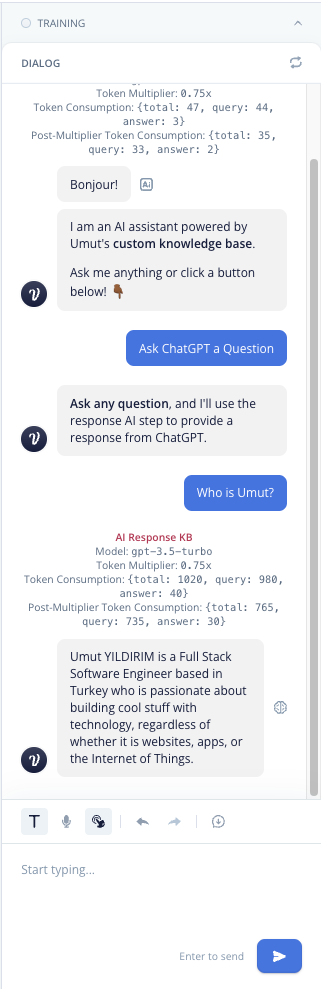 TRAINING
DIALOG
Token Multiplier: 0.75x
Token Consumption: {total: 47, query: 44,
answer: 3}
Post-Multiplier Token Consumption: {total: 35,
query: 33, answer: 2}
Bonjour!
Ai
I am an AI assistant powered by
Umut's custom knowledge base.
Ask me anything or click a button
below! 👇🏾
Ask ChatGPT a Question
Ask any question, and I'll use the
response AI step to provide a
response from ChatGPT.
Who is Umut?
AI Response KB
Model: gpt-3.5-turbo
Token Multiplier: 0.75x
Token Consumption: {total: 1020, query: 980,
answer: 40}
Post-Multiplier Token Consumption: {total: 765,
query: 735, answer: 30}
Umut YILDIRIM is a Full Stack
Software Engineer based in
Turkey who is passionate about
building cool stuff with
technology, regardless of
whether it is websites, apps, or
the Internet of Things.
T
Start typing...
Enter to send